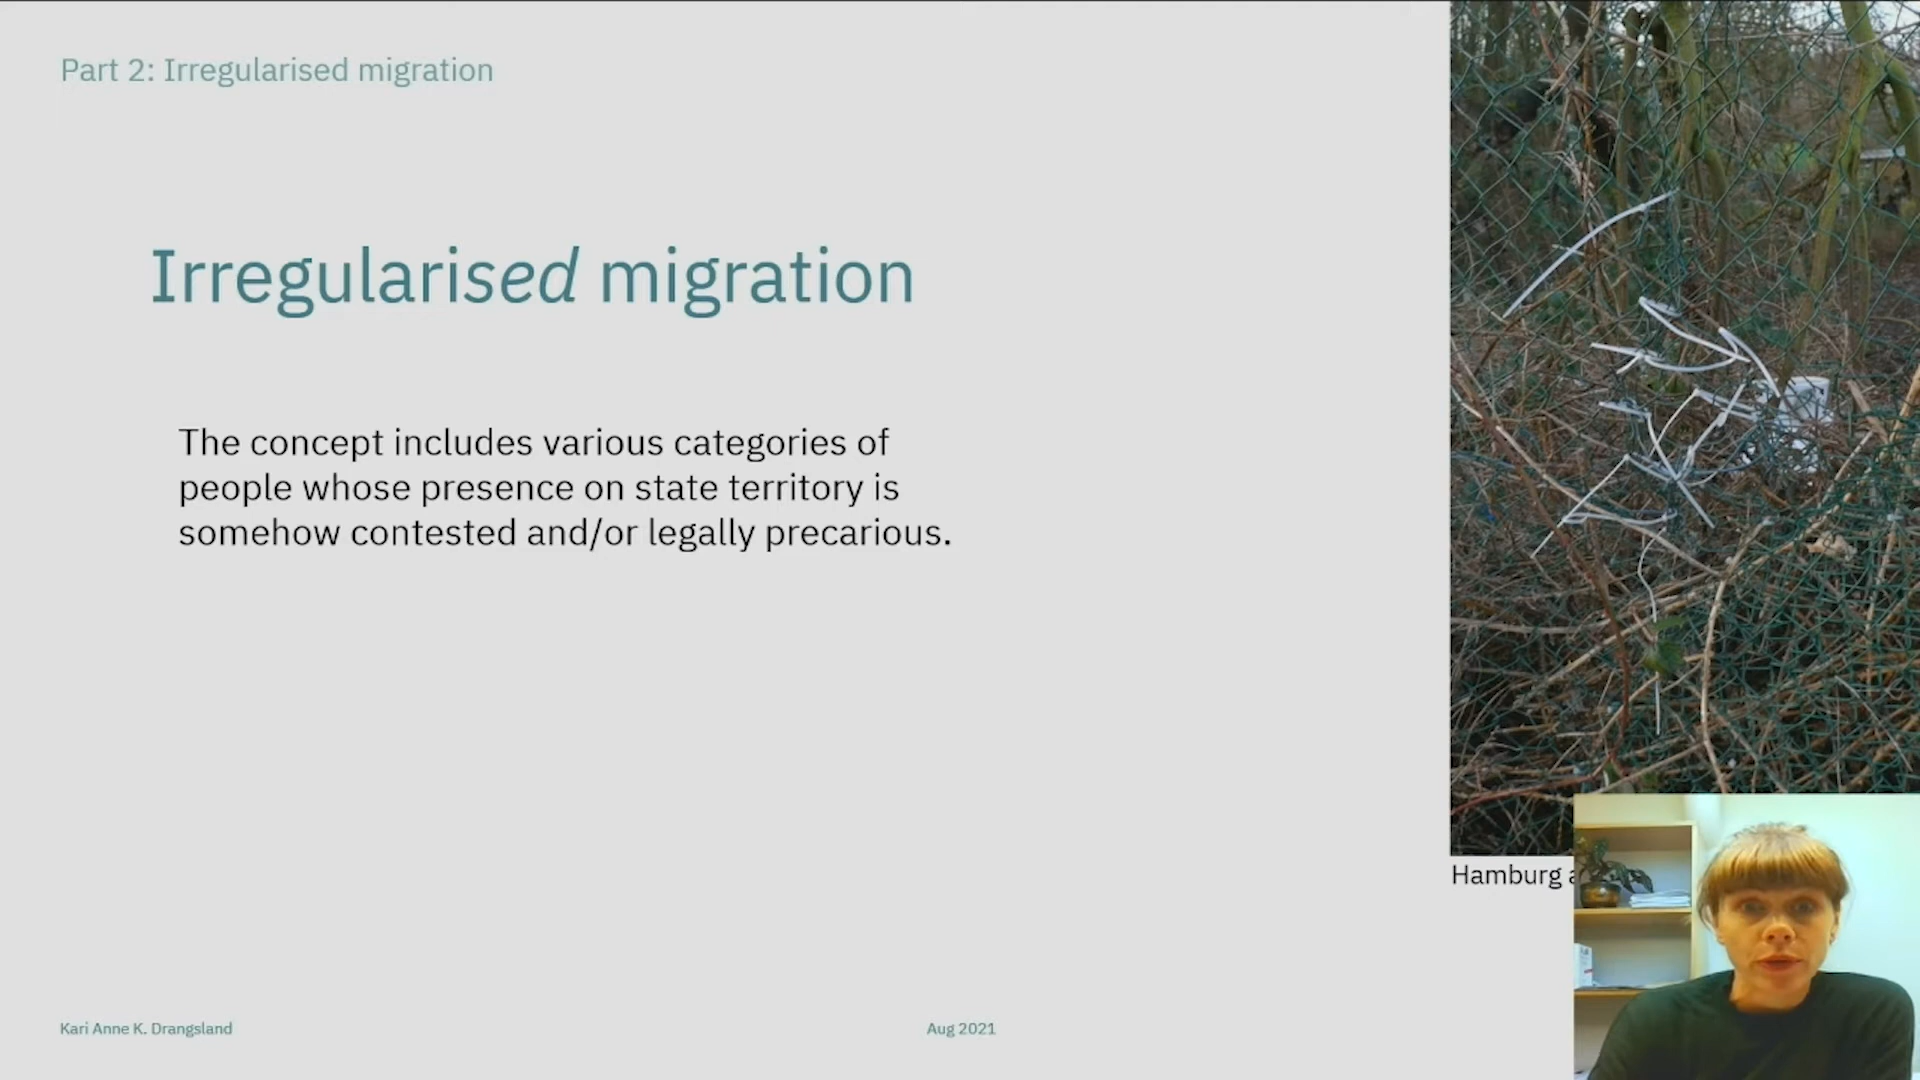 Part 2: Irregularised migration
Irregularised migration
The concept includes various categories of
people whose presence on state territory is
somehow contested and/or legally precarious.
Hamburg
Kari Anne K. Drangsland
Aug 2021